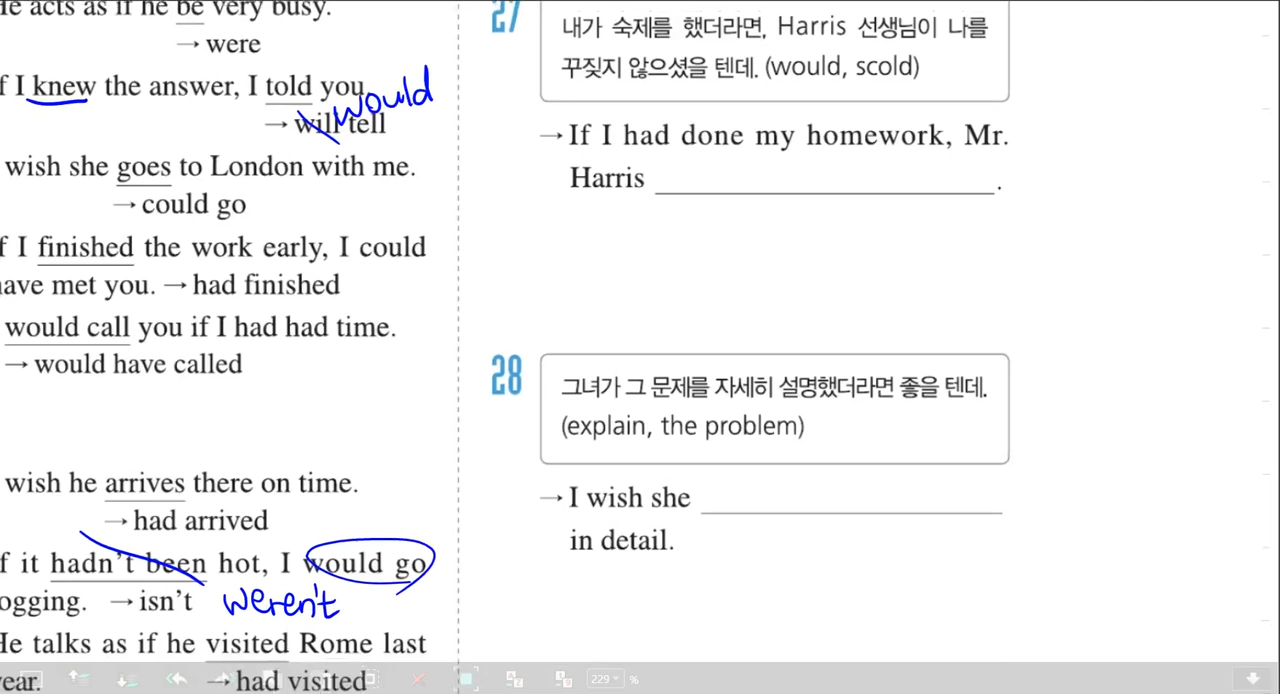 He acts as if he be very busy.
→ were
f I knew the answer, I told you
would
→ will tell
wish she goes to London with me.
→ could go
f I finished the work early, I could
have met you. → had finished
would call you if I had had time.
→ would have called
wish he arrives there on time.
→ had arrived
f it hadn't been hot, I would go
ogging. → isn't weren't
He talks as if he visited Rome last
year. → had visited
27
내가 숙제를 했더라면, Harris 선생님이 나를
꾸짖지 않으셨을 텐데. (would, scold)
→ If I had done my homework, Mr.
Harris .
28
그녀가 그 문제를 자세히 설명했더라면 좋을 텐데.
(explain, the problem)
→ I wish she
in detail.
229 %